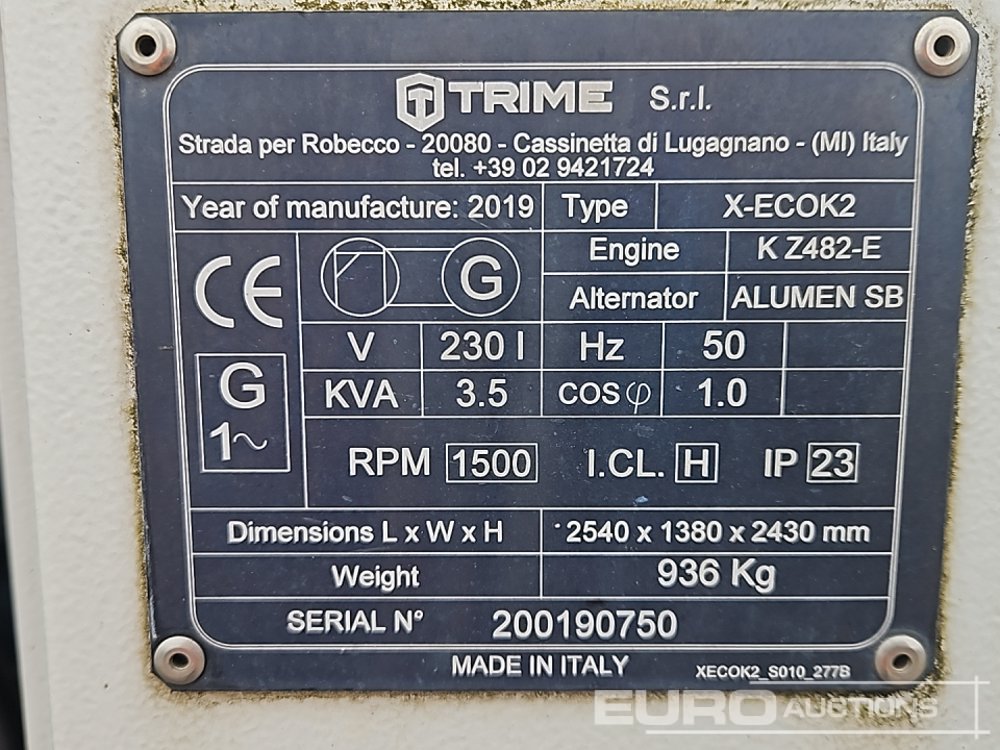 TRIME S.r.l.
Strada per Robecco - 20080 - Cassinetta di Lugagnano - (MI) Italy
tel. +39 02 9421724
Year of manufacture: 2019 Type X-ECOK2
Engine K Z482-E
CE G
Alternator ALUMEN SB
V 230 I Hz 50
G
1~
KVA 3.5 COSφ 1.0
RPM 1500 I.CL. H IP 23
Dimensions L x W x H 2540 x 1380 x 2430 mm
Weight 936 Kg
SERIAL N° 200190750
MADE IN ITALY XECOK2_S010_277B
EURO AUCTIONS